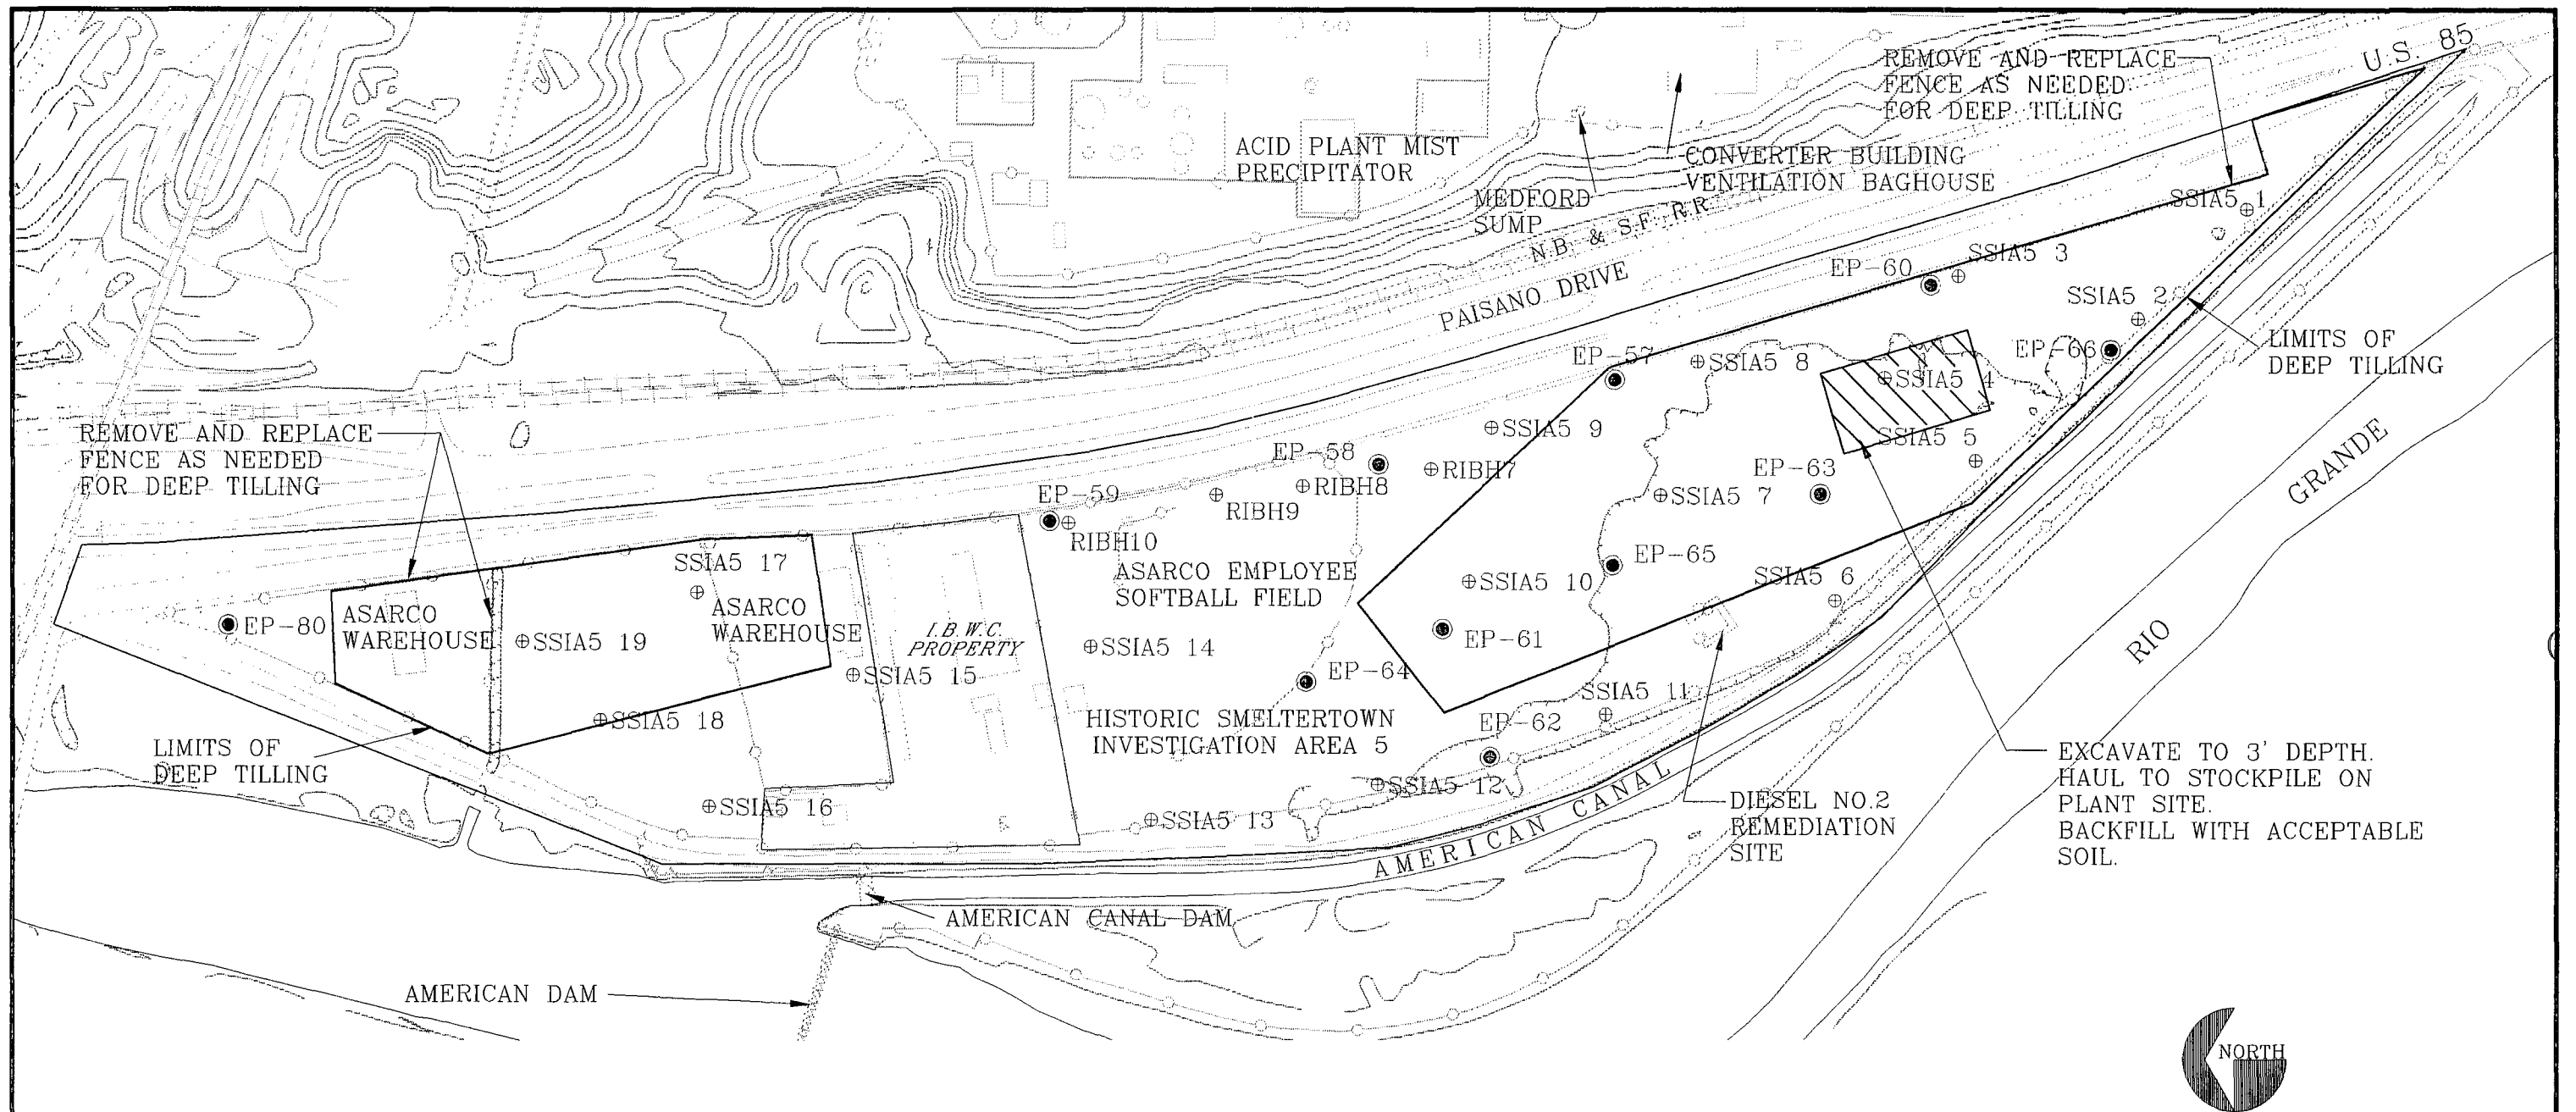 REMOVE AND REPLACE
FENCE AS NEEDED
FOR DEEP TILLING
U.S. 85
ACID PLANT MIST
PRECIPITATOR
CONVERTER BUILDING
VENTILATION BAGHOUSE
MEDFORD
SUMP
N.B. & S.F. R.R.
PAISANO DRIVE
SSIA5 1
EP-60
SSIA5 3
SSIA5 2
LIMITS OF
DEEP TILLING
EP-57
SSIA5 8
EP-66
SSIA5 4
REMOVE AND REPLACE
FENCE AS NEEDED
FOR DEEP TILLING
SSIA5 9
SSIA5 5
EP-58
RIBH7
EP-63
RIO GRANDE
EP-59
RIBH8
SSIA5 7
RIBH9
RIBH10
SSIA5 17
ASARCO EMPLOYEE
SOFTBALL FIELD
EP-65
SSIA5 10
SSIA5 6
EP-80
ASARCO
WAREHOUSE
SSIA5 19
ASARCO
WAREHOUSE
I.B.W.C.
PROPERTY
SSIA5 14
EP-61
SSIA5 15
EP-64
SSIA5 11
SSIA5 18
HISTORIC SMELTERTOWN
INVESTIGATION AREA 5
EP-62
LIMITS OF
DEEP TILLING
SSIA5 12
SSIA5 16
SSIA5 13
AMERICAN CANAL
DIESEL NO.2
REMEDIATION
SITE
EXCAVATE TO 3' DEPTH.
HAUL TO STOCKPILE ON
PLANT SITE.
BACKFILL WITH ACCEPTABLE
SOIL.
AMERICAN CANAL DAM
AMERICAN DAM
NORTH